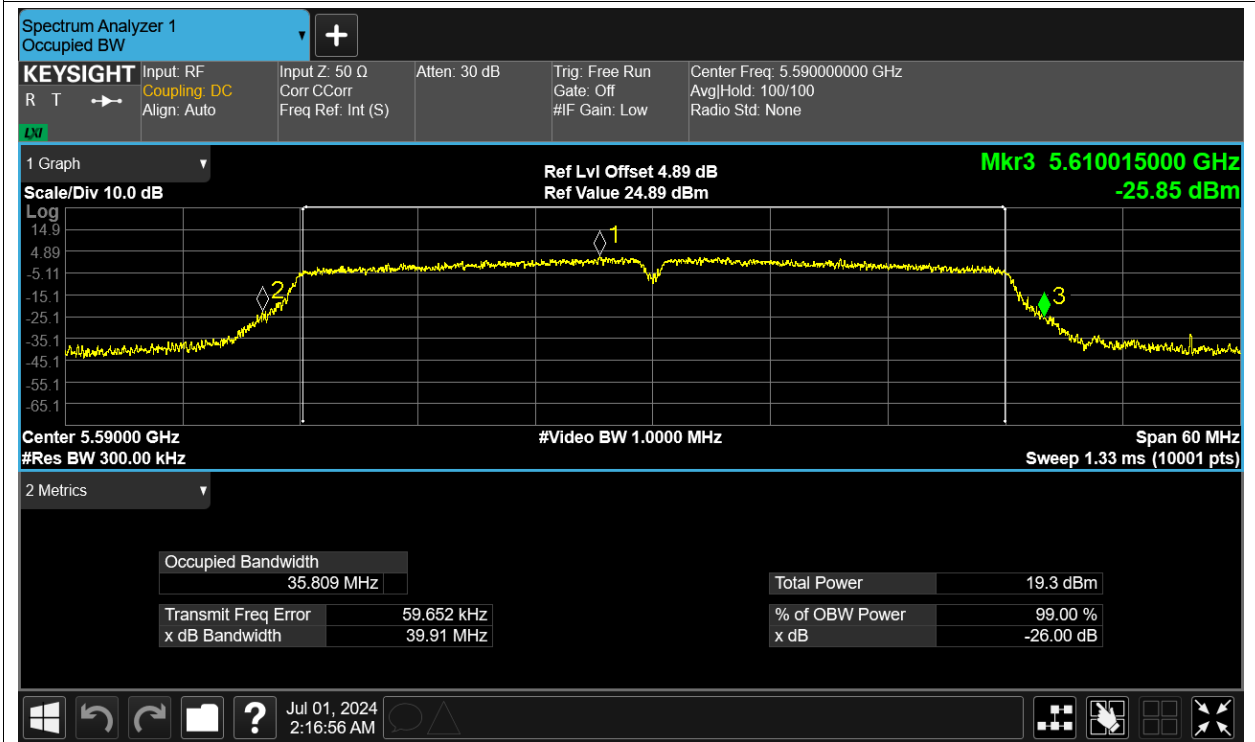 Spectrum Analyzer 1
Occupied BW
KEYSIGHT Input: RF Input Z: 50 Ω Atten: 30 dB Trig: Free Run Center Freq: 5.590000000 GHz
R T Coupling: DC Corr CCorr Gate: Off Avg|Hold: 100/100
Align: Auto Freq Ref: Int (S) #IF Gain: Low Radio Std: None
LXI
1 Graph Ref Lvl Offset 4.89 dB Mkr3 5.610015000 GHz
Scale/Div 10.0 dB Ref Value 24.89 dBm -25.85 dBm
Log
14.9
4.89
-5.11
-15.1
-25.1
-35.1
-45.1
-55.1
-65.1
1
2
3
Center 5.59000 GHz #Video BW 1.0000 MHz Span 60 MHz
#Res BW 300.00 kHz Sweep 1.33 ms (10001 pts)
2 Metrics
Occupied Bandwidth
35.809 MHz Total Power 19.3 dBm
Transmit Freq Error 59.652 kHz % of OBW Power 99.00 %
x dB Bandwidth 39.91 MHz x dB -26.00 dB
? Jul 01, 2024
2:16:56 AM